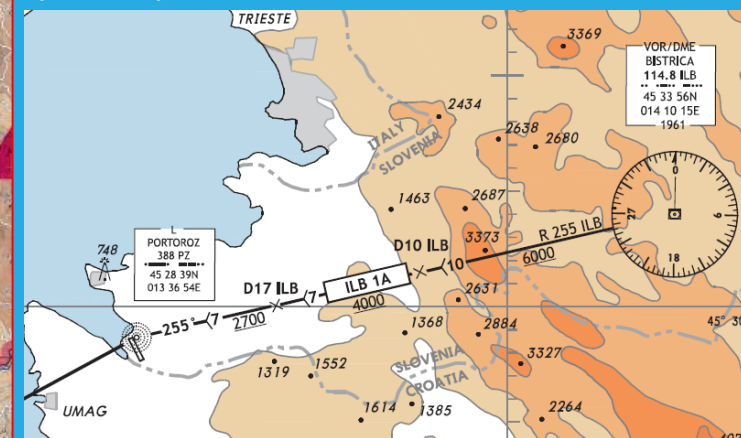 TRIESTE
3369
VOR/DME
BISTRICA
114.8 ILB
45 33 56N
014 10 15E
1961
2434
2638
2680
ITALY
SLOVENIA
0
9
18
27
1463
2687
R 255 ILB
6000
748
L
PORTOROZ
388 PZ
45 28 39N
013 36 54E
D10 ILB
3373
10
D17 ILB
7
ILB 1A
4000
2631
255°
7
2700
45° 30
1368
2884
SLOVENIA
CROATIA
3327
1319
1552
1614
1385
2264
UMAG